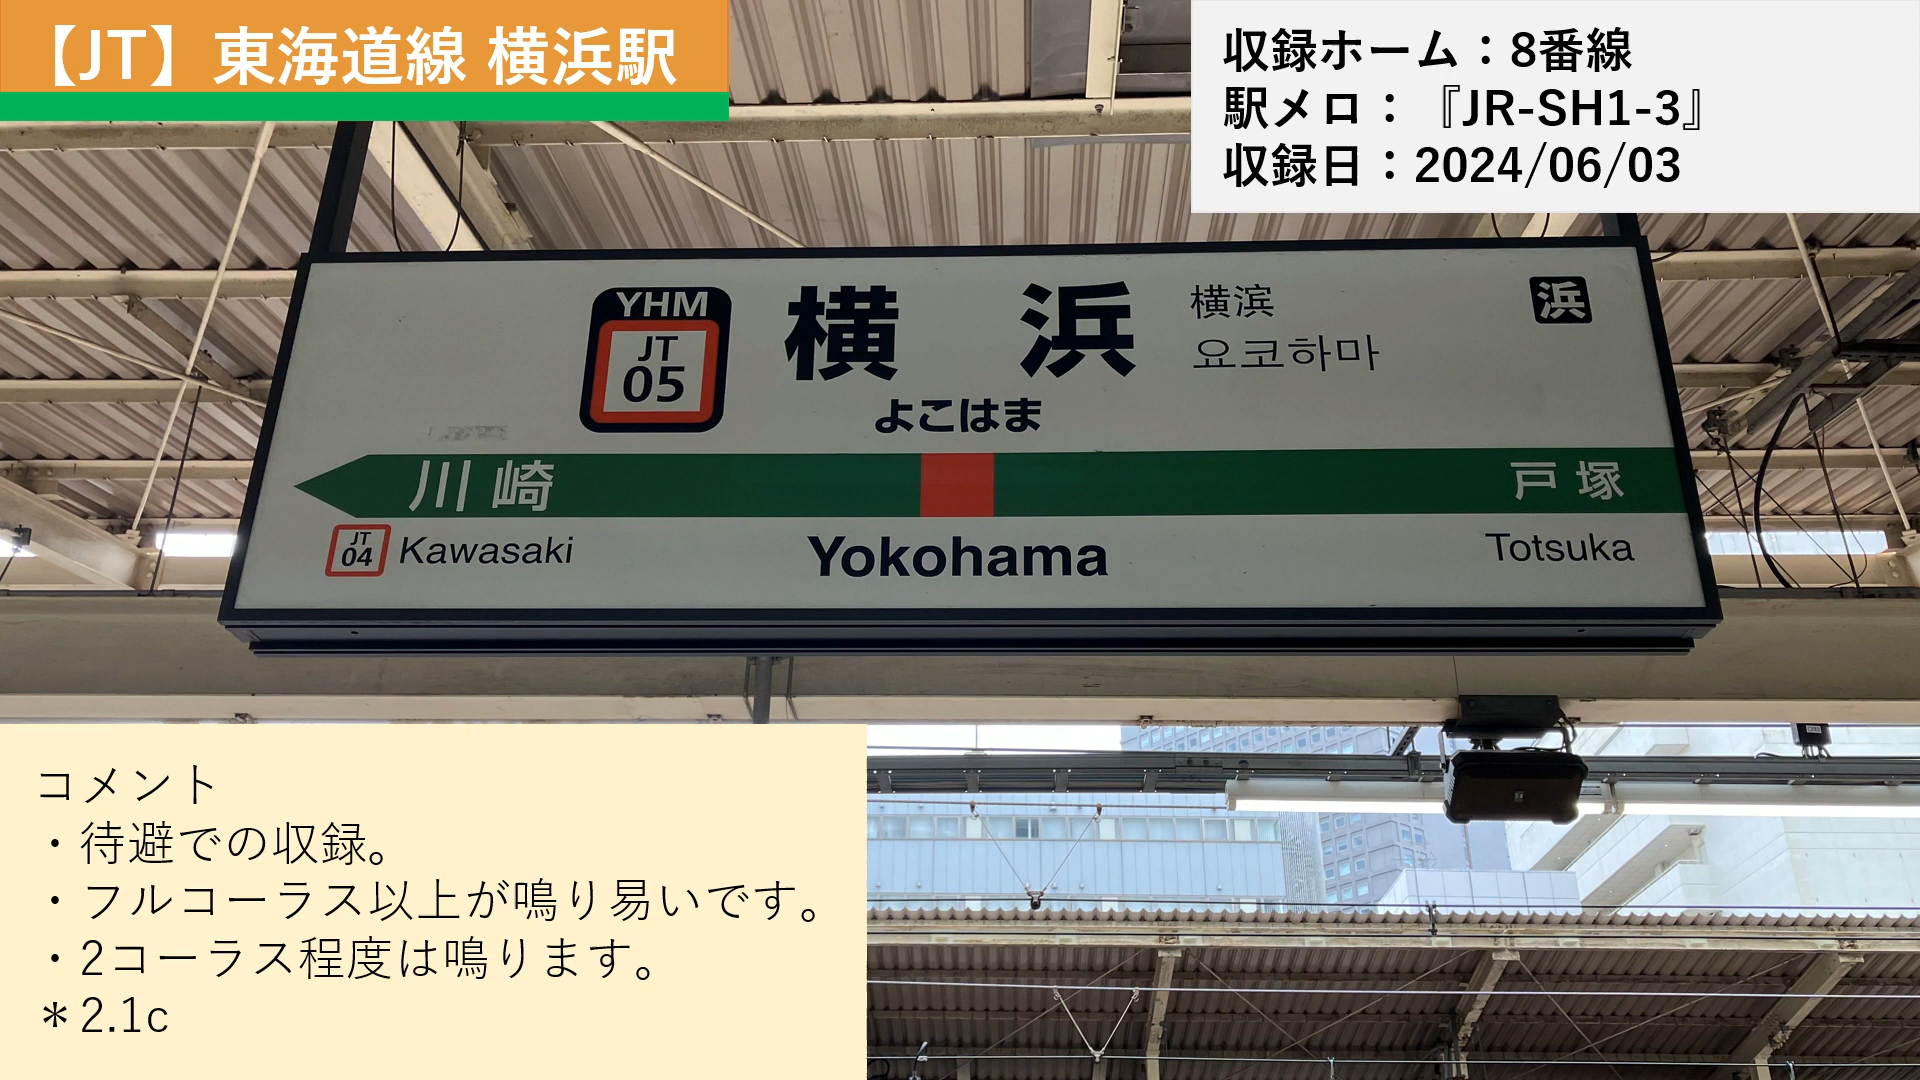 【JT】東海道線 横浜駅
収録ホーム：8番線
駅メロ：『JR-SH1-3』
収録日：2024/06/03
YHM
JT
05
横 浜
横滨
요코하마
浜
よこはま
川崎
戸塚
JT
04
Kawasaki
Yokohama
Totsuka
コメント
・待避での収録。
・フルコーラス以上が鳴り易いです。
・2コーラス程度は鳴ります。
＊2.1c